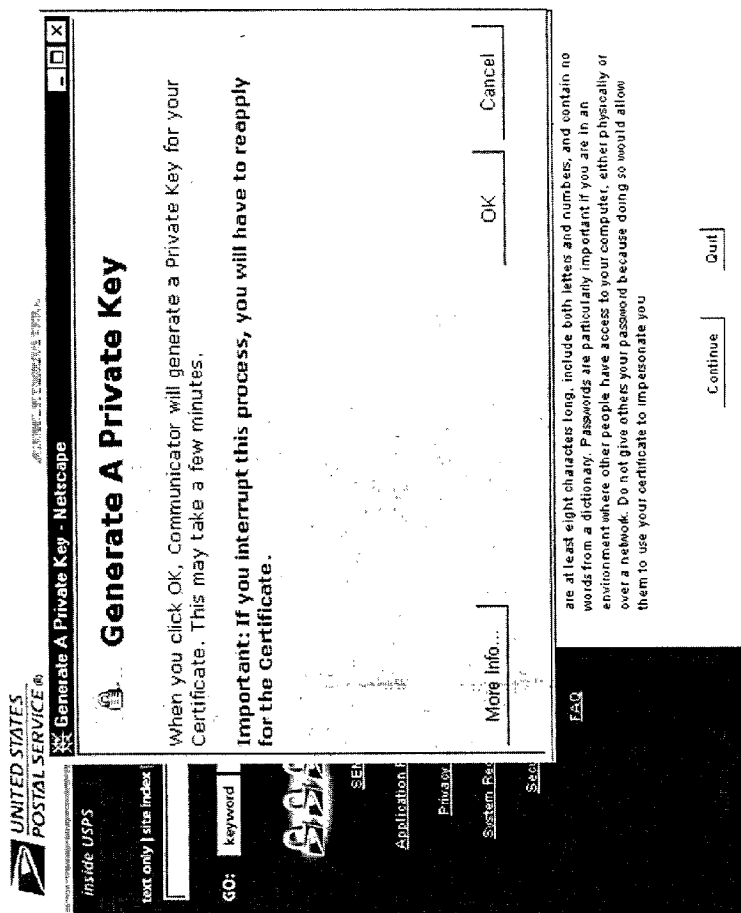 UNITED STATES
POSTAL SERVICE ®
Generate A Private Key - Netscape
Generate A Private Key
When you click OK, Communicator will generate a Private Key for your
Certificate. This may take a few minutes.
Important: If you interrupt this process, you will have to reapply
for the Certificate.
More Info...
OK
Cancel
inside USPS
text only | site index |
GO:
keyword
Application
Privacy
System Rec
FAQ
are at least eight characters long, include both letters and numbers, and contain no
words from a dictionary. Passwords are particularly important if you are in an
environment where other people have access to your computer, either physically or
over a network. Do not give others your password because doing so would allow
them to use your certificate to impersonate you
Continue
Quit